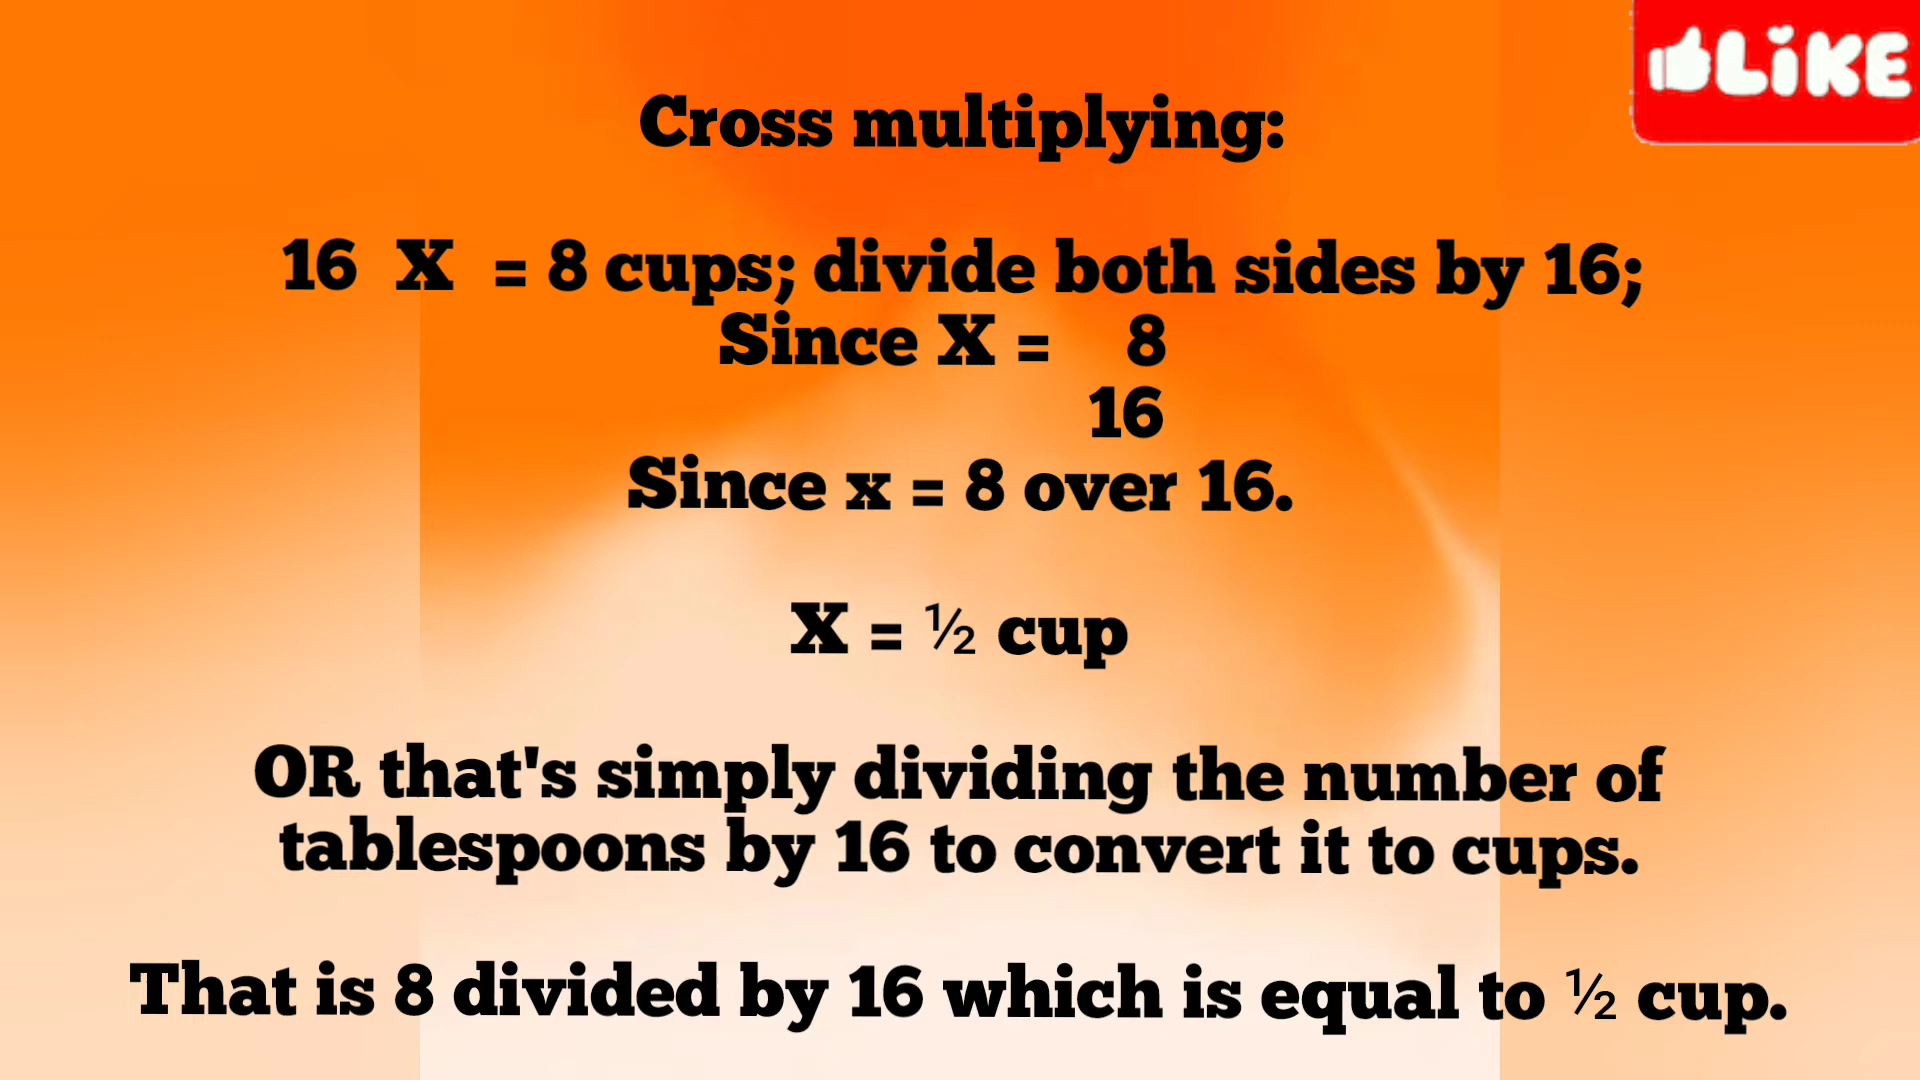 LiKE
Cross multiplying:
16 X = 8 cups; divide both sides by 16;
Since X = 8
16
Since x = 8 over 16.
X = ½ cup
OR that's simply dividing the number of
tablespoons by 16 to convert it to cups.
That is 8 divided by 16 which is equal to ½ cup.